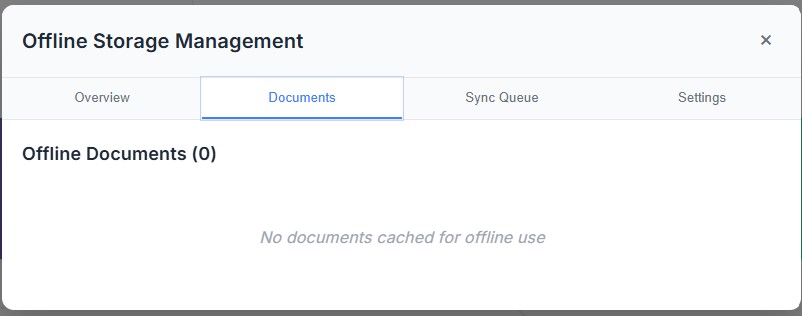 Offline Storage Management
×
Overview
Documents
Sync Queue
Settings
Offline Documents (0)
No documents cached for offline use